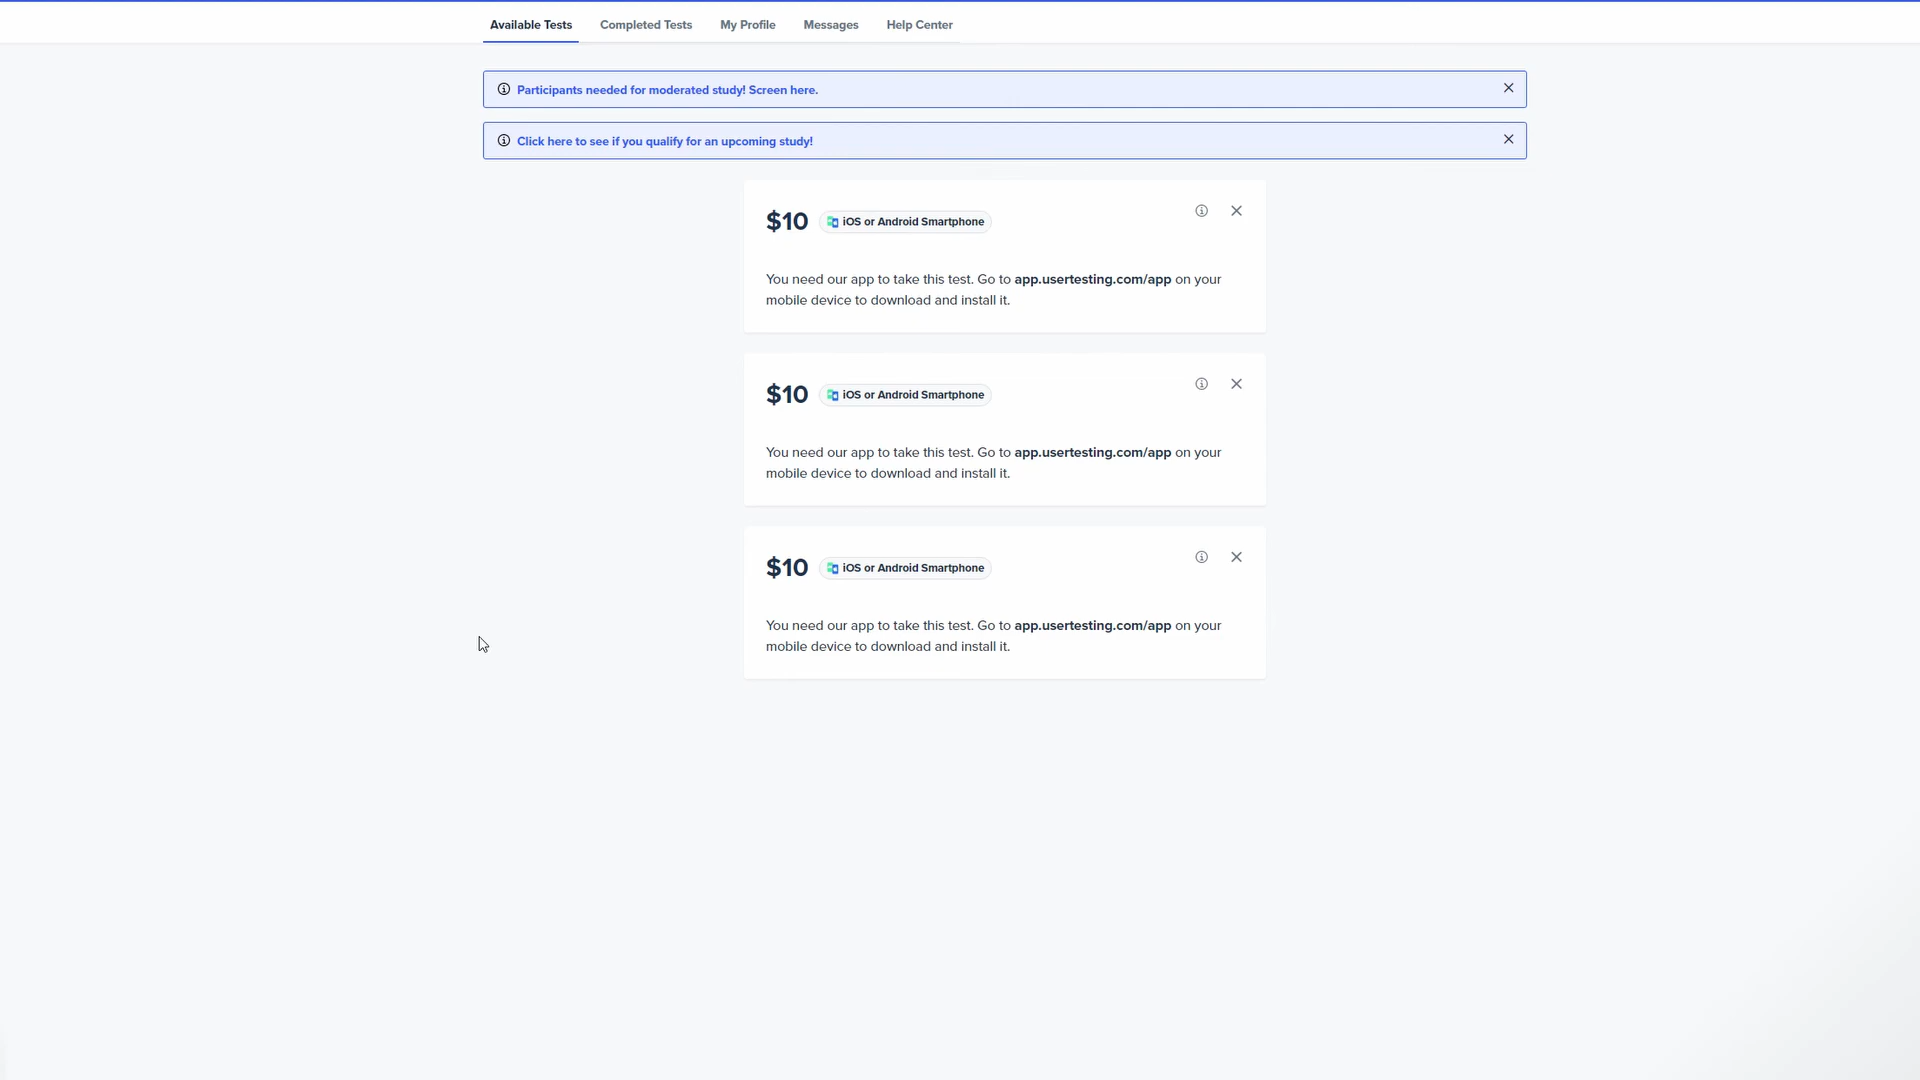 Available Tests Completed Tests My Profile Messages Help Center
Participants needed for moderated study! Screen here.
Click here to see if you qualify for an upcoming study!
$10 iOS or Android Smartphone
You need our app to take this test. Go to app.usertesting.com/app on your
mobile device to download and install it.
$10 iOS or Android Smartphone
You need our app to take this test. Go to app.usertesting.com/app on your
mobile device to download and install it.
$10 iOS or Android Smartphone
You need our app to take this test. Go to app.usertesting.com/app on your
mobile device to download and install it.